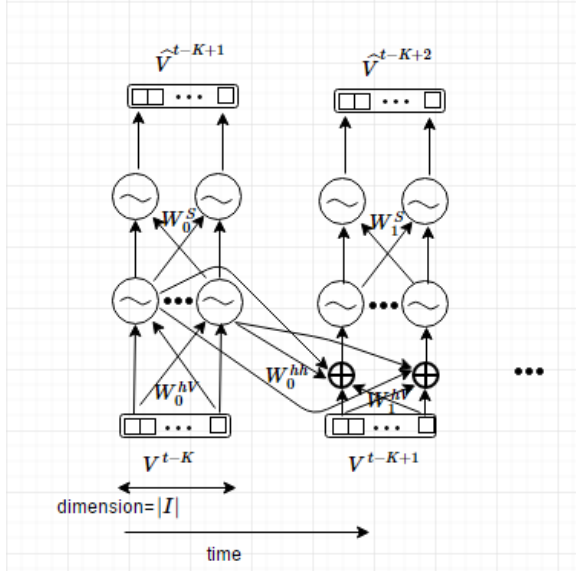 V̂^{t−K+1} V̂^{t−K+2}
W_0^S W_1^S
W_0^{hh}
W_0^{hV} W_1^{hV}
V^{t−K} V^{t−K+1}
dimension=|I|
time